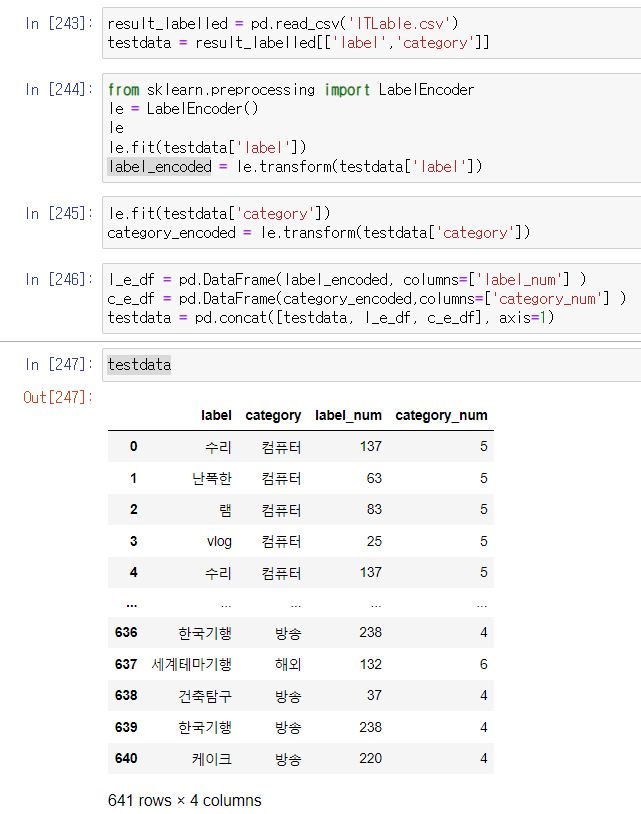 In [243]: result_labelled = pd.read_csv('ITLable.csv')
testdata = result_labelled[['label','category']]
In [244]: from sklearn.preprocessing import LabelEncoder
le = LabelEncoder()
le
le.fit(testdata['label'])
label_encoded = le.transform(testdata['label'])
In [245]: le.fit(testdata['category'])
category_encoded = le.transform(testdata['category'])
In [246]: l_e_df = pd.DataFrame(label_encoded, columns=['label_num'] )
c_e_df = pd.DataFrame(category_encoded,columns=['category_num'] )
testdata = pd.concat([testdata, l_e_df, c_e_df], axis=1)
In [247]: testdata
Out[247]:
label category label_num category_num
0 수리 컴퓨터 137 5
1 난폭한 컴퓨터 63 5
2 램 컴퓨터 83 5
3 vlog 컴퓨터 25 5
4 수리 컴퓨터 137 5
... ... ... ... ...
636 한국기행 방송 238 4
637 세계테마기행 해외 132 6
638 건축탐구 방송 37 4
639 한국기행 방송 238 4
640 케이크 방송 220 4
641 rows × 4 columns